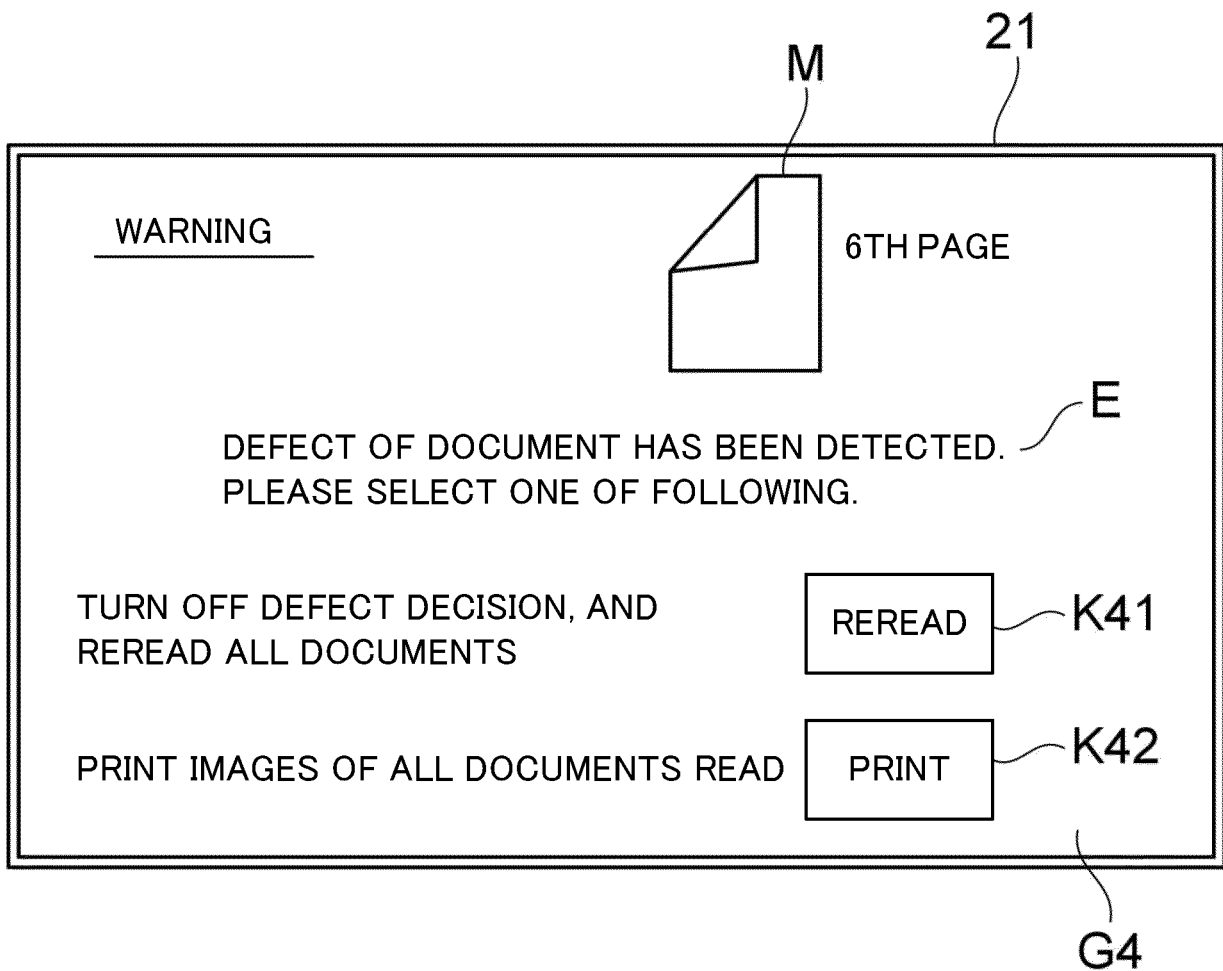 21
M
WARNING
6TH PAGE
E
DEFECT OF DOCUMENT HAS BEEN DETECTED.
PLEASE SELECT ONE OF FOLLOWING.
TURN OFF DEFECT DECISION, AND
REREAD ALL DOCUMENTS
REREAD
K41
PRINT IMAGES OF ALL DOCUMENTS READ
PRINT
K42
G4